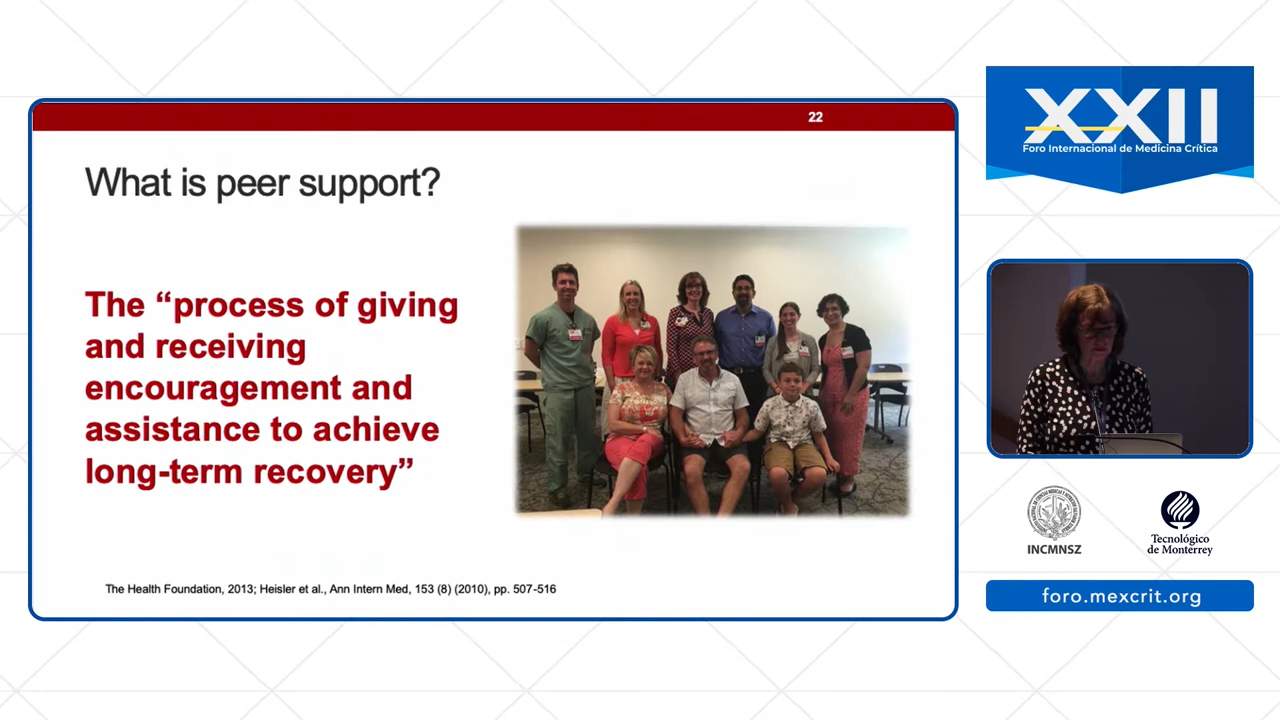 22
What is peer support?
The “process of giving
and receiving
encouragement and
assistance to achieve
long-term recovery”
The Health Foundation, 2013; Heisler et al., Ann Intern Med, 153 (8) (2010), pp. 507-516
XXII
Foro Internacional de Medicina Crítica
INCMNSZ
Tecnológico
de Monterrey
foro.mexcrit.org